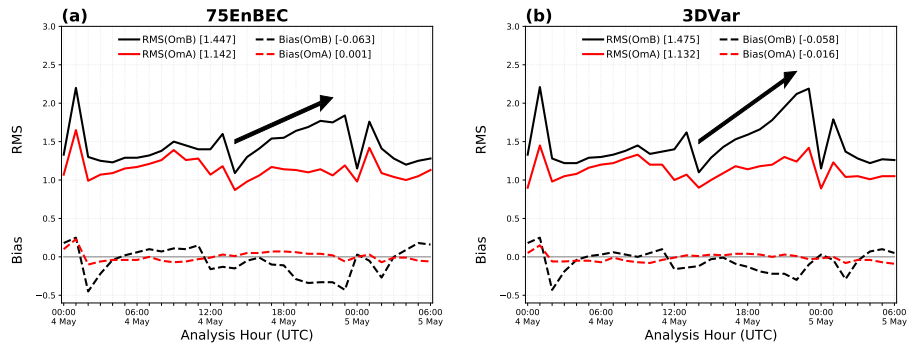 (a) 75EnBEC
RMS(OmB) [1.447] Bias(OmB) [-0.063]
RMS(OmA) [1.142] Bias(OmA) [0.001]
3.0
2.5
2.0
1.5
1.0
0.5
0.0
−0.5
RMS
Bias
00:00 06:00 12:00 18:00 00:00 06:00
4 May 4 May 4 May 4 May 5 May 5 May
Analysis Hour (UTC)
(b) 3DVar
RMS(OmB) [1.475] Bias(OmB) [-0.058]
RMS(OmA) [1.132] Bias(OmA) [-0.016]
3.0
2.5
2.0
1.5
1.0
0.5
0.0
−0.5
RMS
Bias
00:00 06:00 12:00 18:00 00:00 06:00
4 May 4 May 4 May 4 May 5 May 5 May
Analysis Hour (UTC)